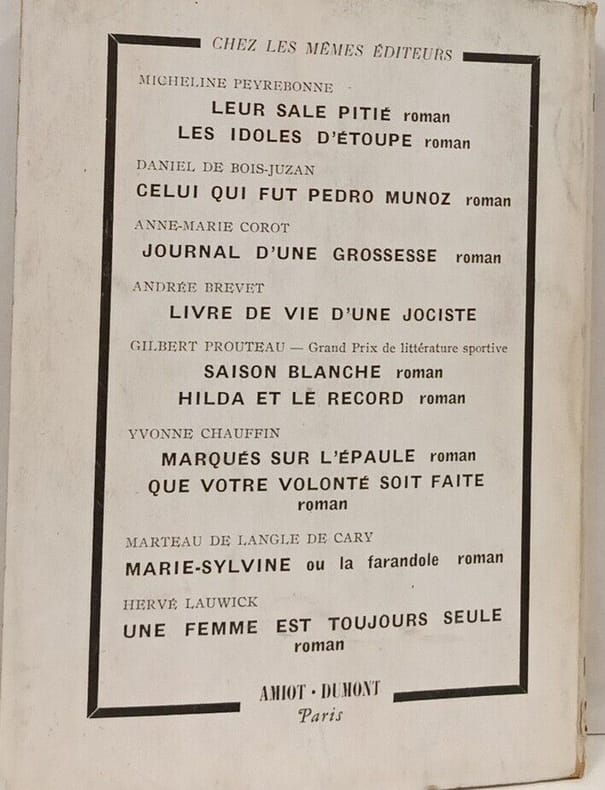 CHEZ LES MÊMES ÉDITEURS
MICHELINE PEYREBONNE
LEUR SALE PITIÉ roman
LES IDOLES D'ÉTOUPE roman
DANIEL DE BOIS-JUZAN
CELUI QUI FUT PEDRO MUNOZ roman
ANNE-MARIE COROT
JOURNAL D'UNE GROSSESSE roman
ANDRÉE BREVET
LIVRE DE VIE D'UNE JOCISTE
GILBERT PROUTEAU — Grand Prix de littérature sportive
SAISON BLANCHE roman
HILDA ET LE RECORD roman
YVONNE CHAUFFIN
MARQUÉS SUR L'ÉPAULE roman
QUE VOTRE VOLONTÉ SOIT FAITE
roman
MARTEAU DE LANGLE DE CARY
MARIE-SYLVINE ou la farandole roman
HERVÉ LAUWICK
UNE FEMME EST TOUJOURS SEULE
roman
AMIOT · DUMONT
Paris